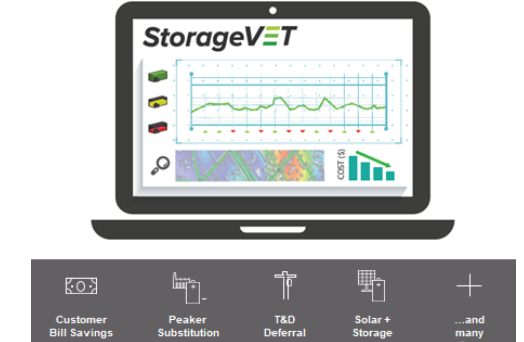 StorageVET
COST ($)
Customer
Bill Savings
Peaker
Substitution
T&D
Deferral
Solar +
Storage
...and
many